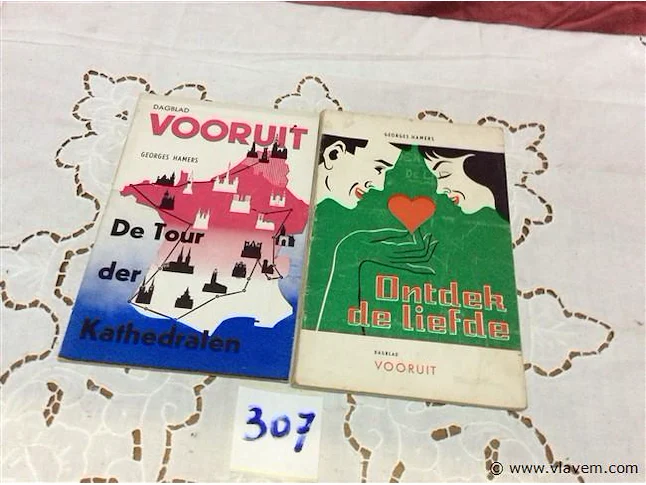 DAGBLAD
VOORUIT
GEORGES HAMERS
De Tour
der
Kathedralen
GEORGES HAMERS
Ontdek
de liefde
DAGBLAD
VOORUIT
307
© www.vlavem.com